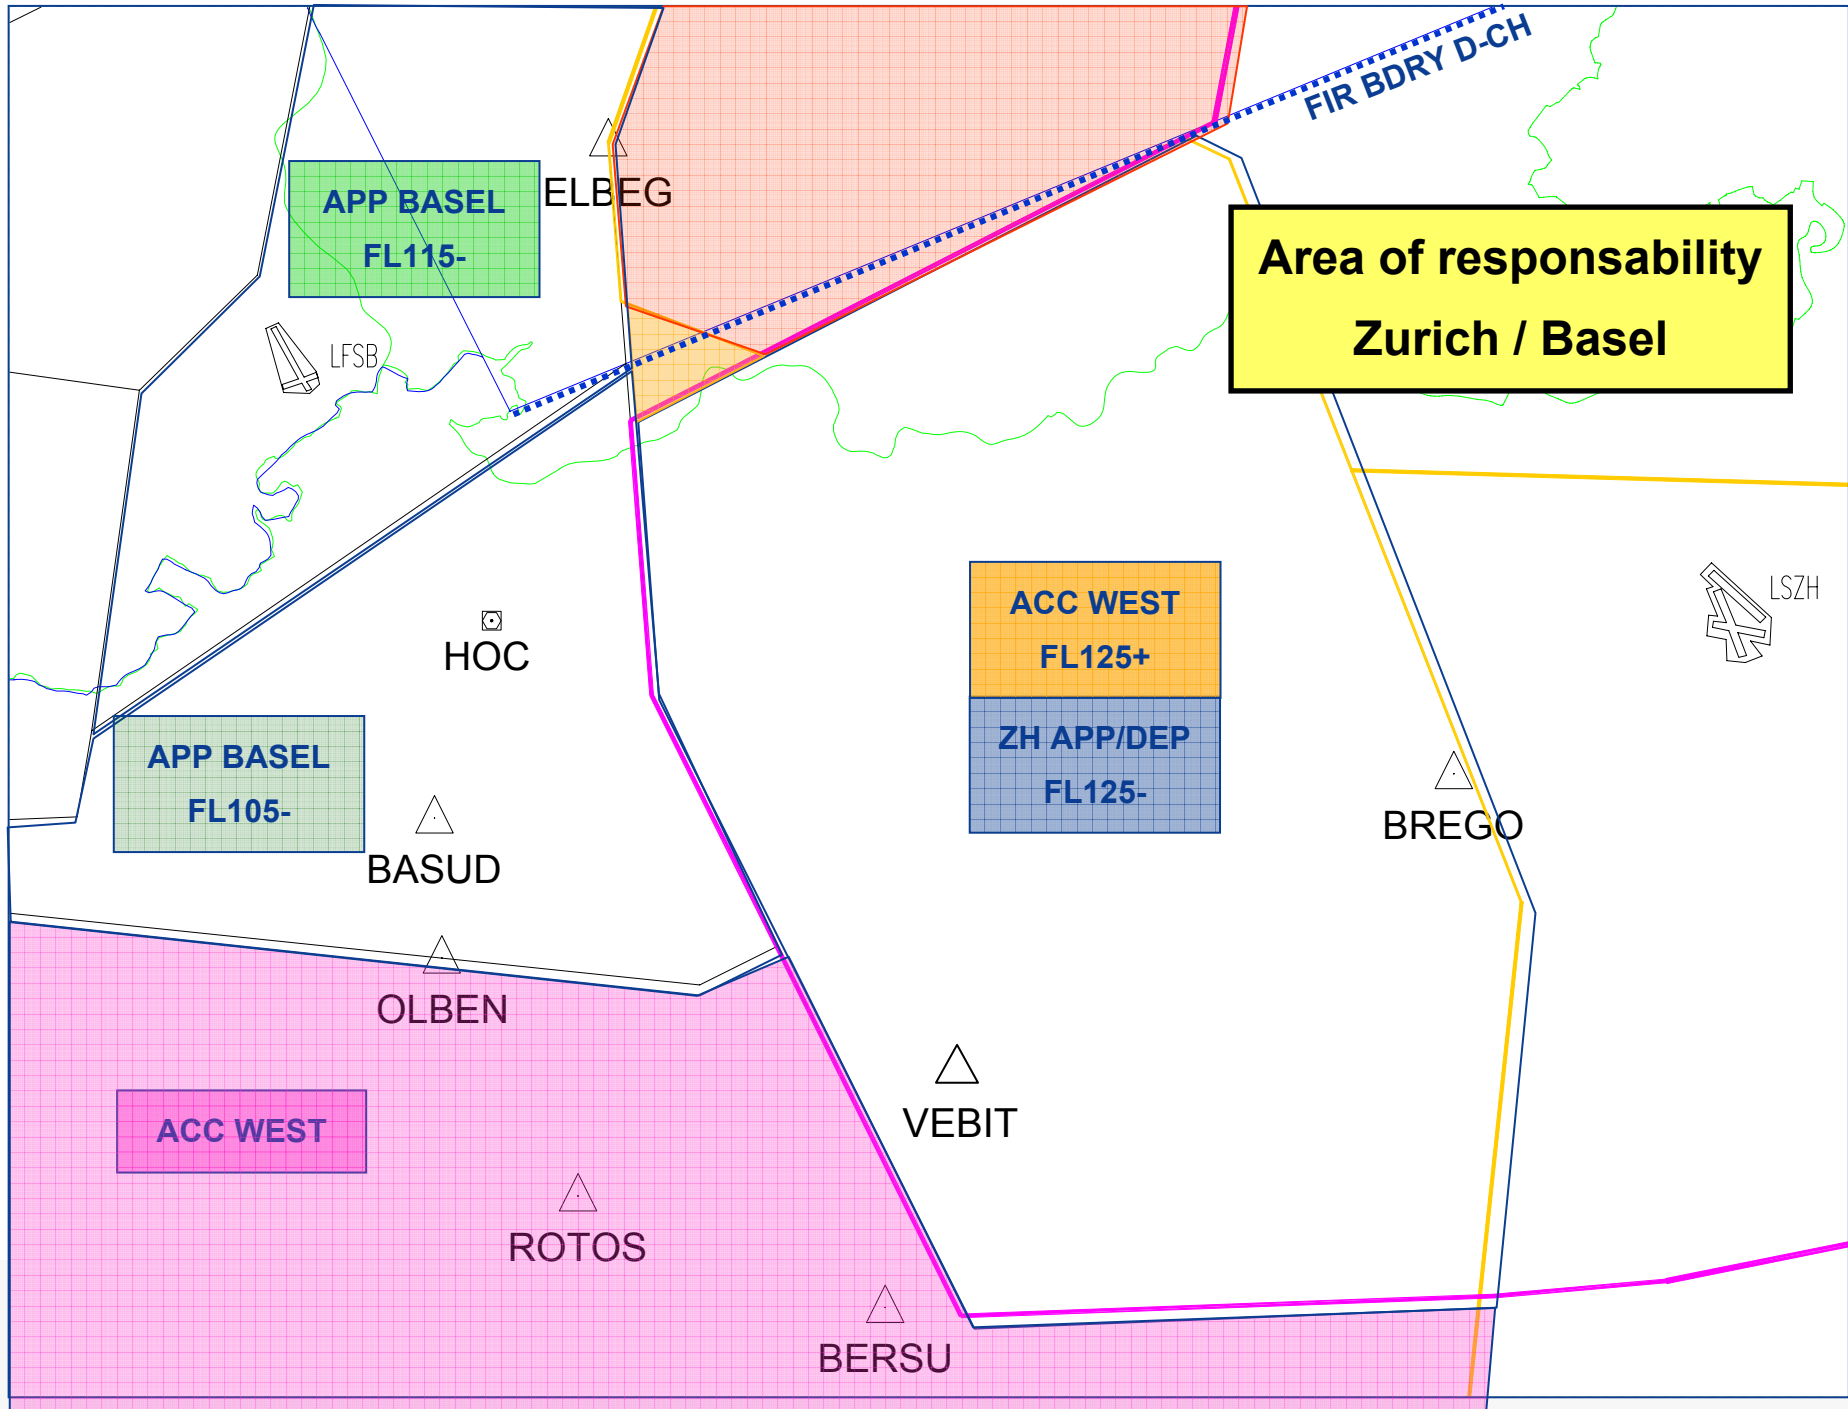 FIR BDRY D-CH
APP BASEL
FL115-
ELBEG
Area of responsability
Zurich / Basel
LFSB
ACC WEST
FL125+
ZH APP/DEP
FL125-
LSZH
HOC
APP BASEL
FL105-
BASUD
BREGO
OLBEN
VEBIT
ACC WEST
ROTOS
BERSU